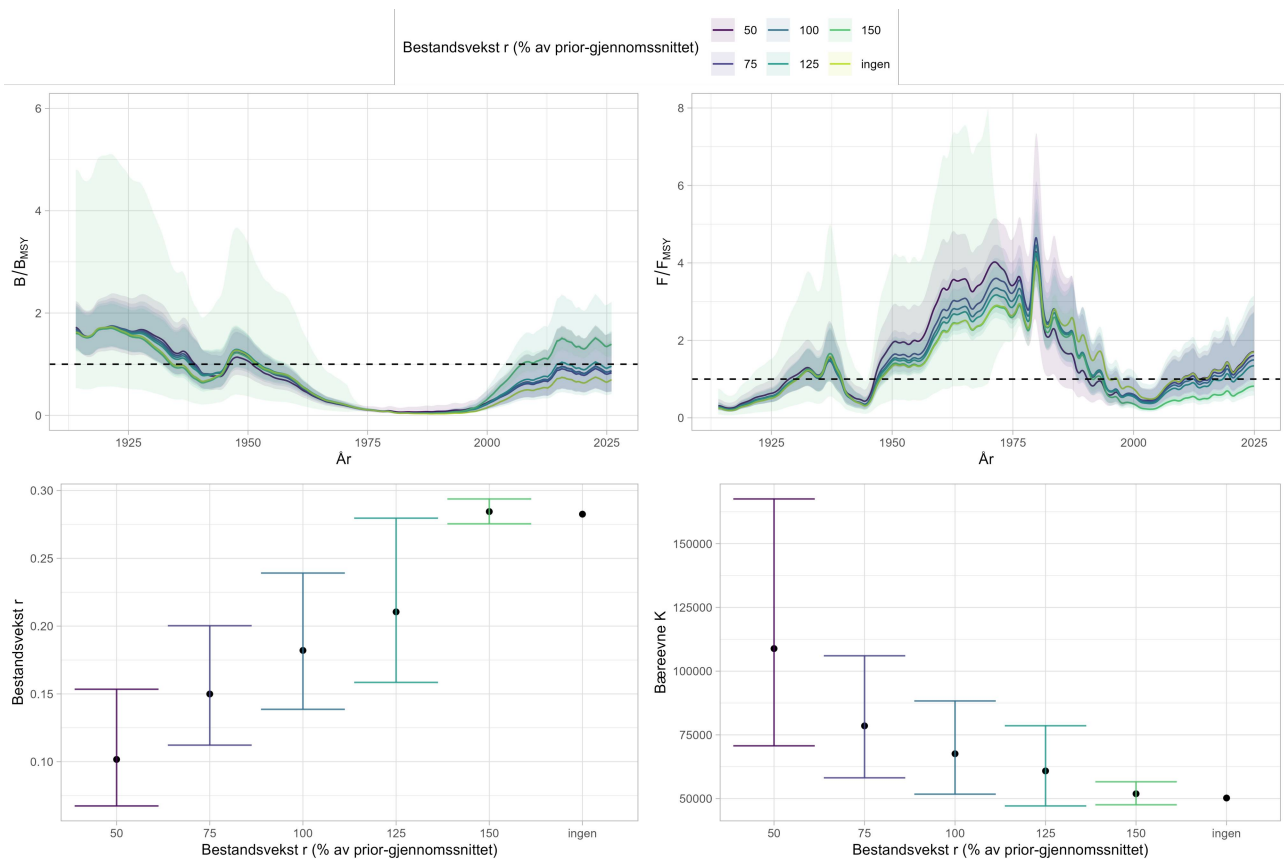 Bestandsvekst r (% av prior-gjennomssnittet)
50 100 150
75 125 ingen
B/BMSY
6
4
2
0
1925 1950 1975 2000 2025
År
F/FMSY
8
6
4
2
0
1925 1950 1975 2000 2025
År
Bestandsvekst r
0.30
0.25
0.20
0.15
0.10
50 75 100 125 150 ingen
Bestandsvekst r (% av prior-gjennomssnittet)
Bæreevne K
150000
125000
100000
75000
50000
50 75 100 125 150 ingen
Bestandsvekst r (% av prior-gjennomssnittet)